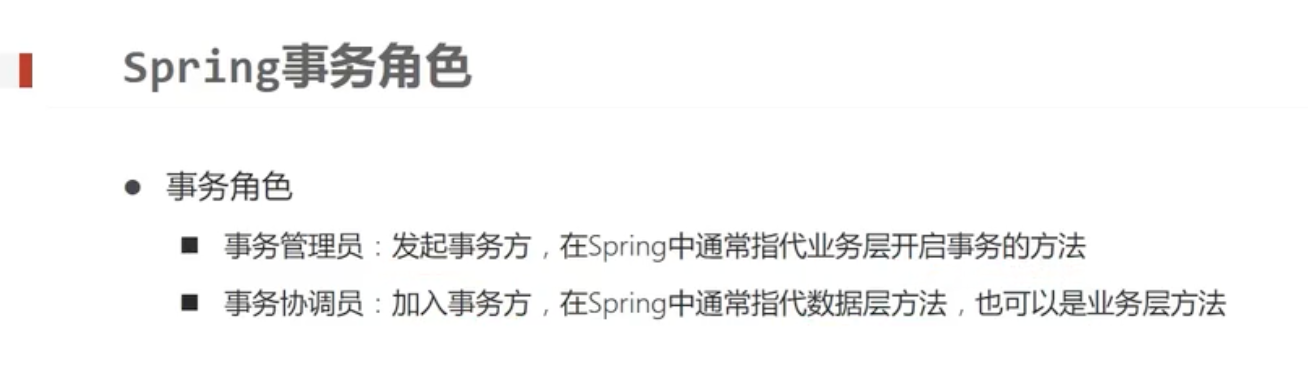 Spring事务角色
事务角色
事务管理员：发起事务方，在Spring中通常指代业务层开启事务的方法
事务协调员：加入事务方，在Spring中通常指代数据层方法，也可以是业务层方法